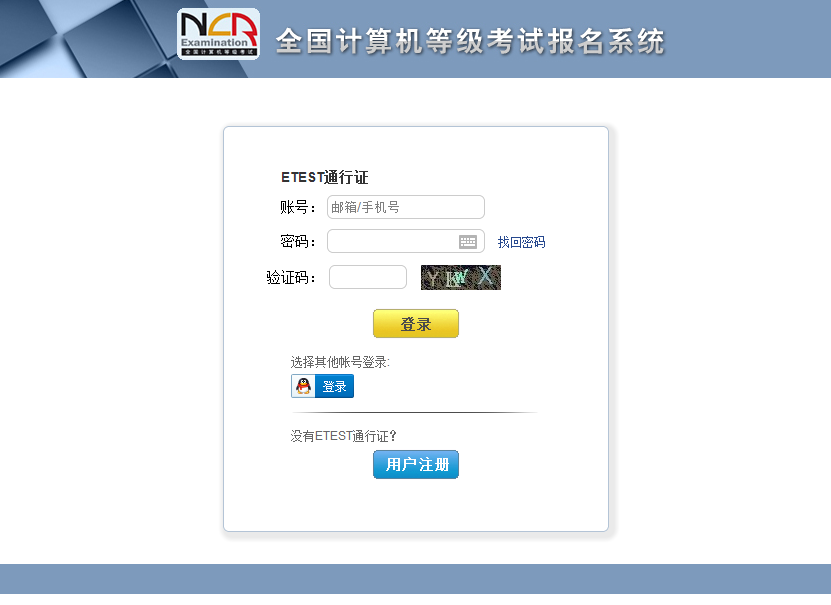 NCR
Examination
全国计算机等级考试
全国计算机等级考试报名系统
ETEST通行证
账号： 邮箱/手机号
密码： 找回密码
验证码：
登录
选择其他帐号登录:
登录
没有ETEST通行证?
用户注册